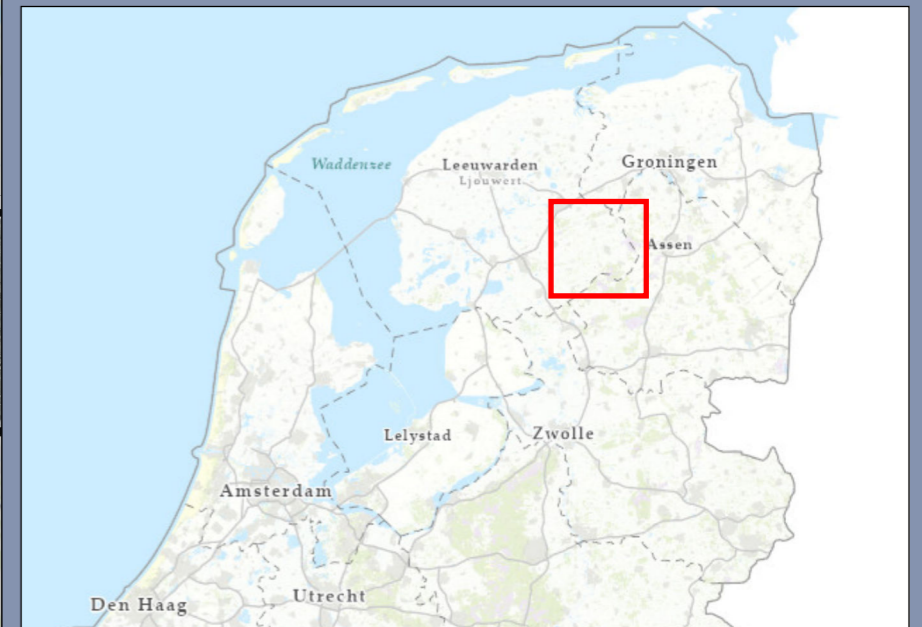 Waddenzee
Leeuwarden
Ljouwert
Groningen
Assen
Lelystad
Zwolle
Amsterdam
Utrecht
Den Haag